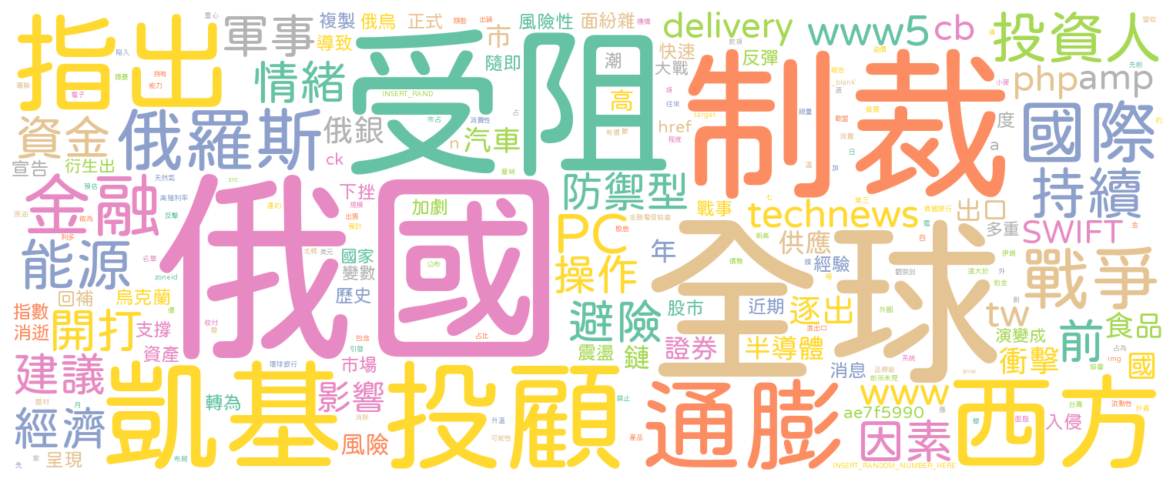 指出
軍事
複製
俄烏
正式
風險性
面紛雜
delivery
www5
cb
投資人
導致
市
隨即
快速
反彈
大戰
潮
情緒
受阻
制裁
php
amp
高
INSERT_RAND
資金
俄羅斯
俄銀
汽車
n
href
target
度
a
國際
宣告
衍生出
ck
金融
下挫
加劇
防禦型
戰事
technews
出口
持續
多重
SWIFT
俄國
全球
PC
供應
能源
國家
變數
操作
年
經驗
戰爭
回補
烏克蘭
歷史
避險
股市
近期
逐出
tw
指數
消逝
開打
支撐
震盪
鏈
證券
半導體
演變成
前
食品
資產
市場
消息
衝擊
國
建議
凱基
投顧
影響
通膨
www
西方
轉為
ae7f5990
因素
入侵
經濟
風險
呈現
INSERT_RANDOM_NUMBER_HERE